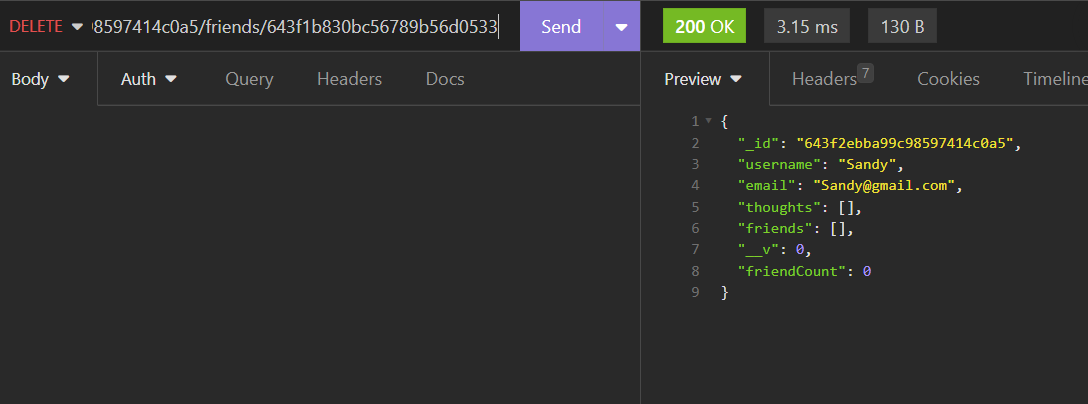 DELETE 98597414c0a5/friends/643f1b830bc56789b56d0533 Send 200 OK 3.15 ms 130 B
Body Auth Query Headers Docs Preview Headers 7 Cookies Timeline
1 {
2 "_id": "643f2ebba99c98597414c0a5",
3 "username": "Sandy",
4 "email": "Sandy@gmail.com",
5 "thoughts": [],
6 "friends": [],
7 "__v": 0,
8 "friendCount": 0
9 }